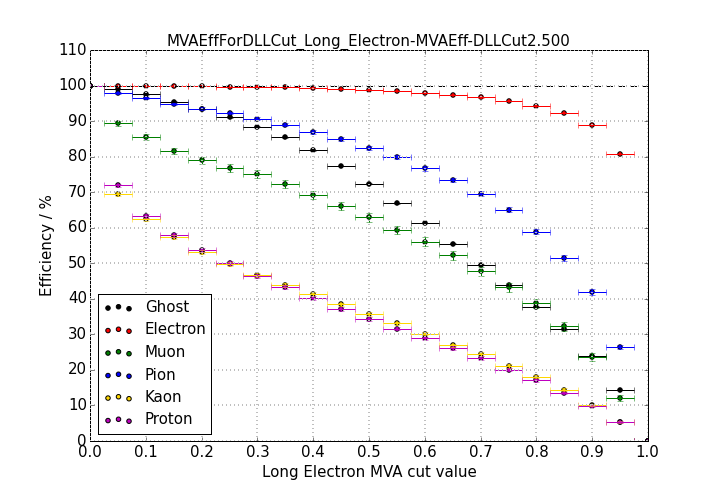 MVAEffForDLLCut_Long_Electron-MVAEff-DLLCut2.500
110
100
90
80
70
60
50
40
30
20
10
0
Efficiency / %
Ghost
Electron
Muon
Pion
Kaon
Proton
0.0 0.1 0.2 0.3 0.4 0.5 0.6 0.7 0.8 0.9 1.0
Long Electron MVA cut value